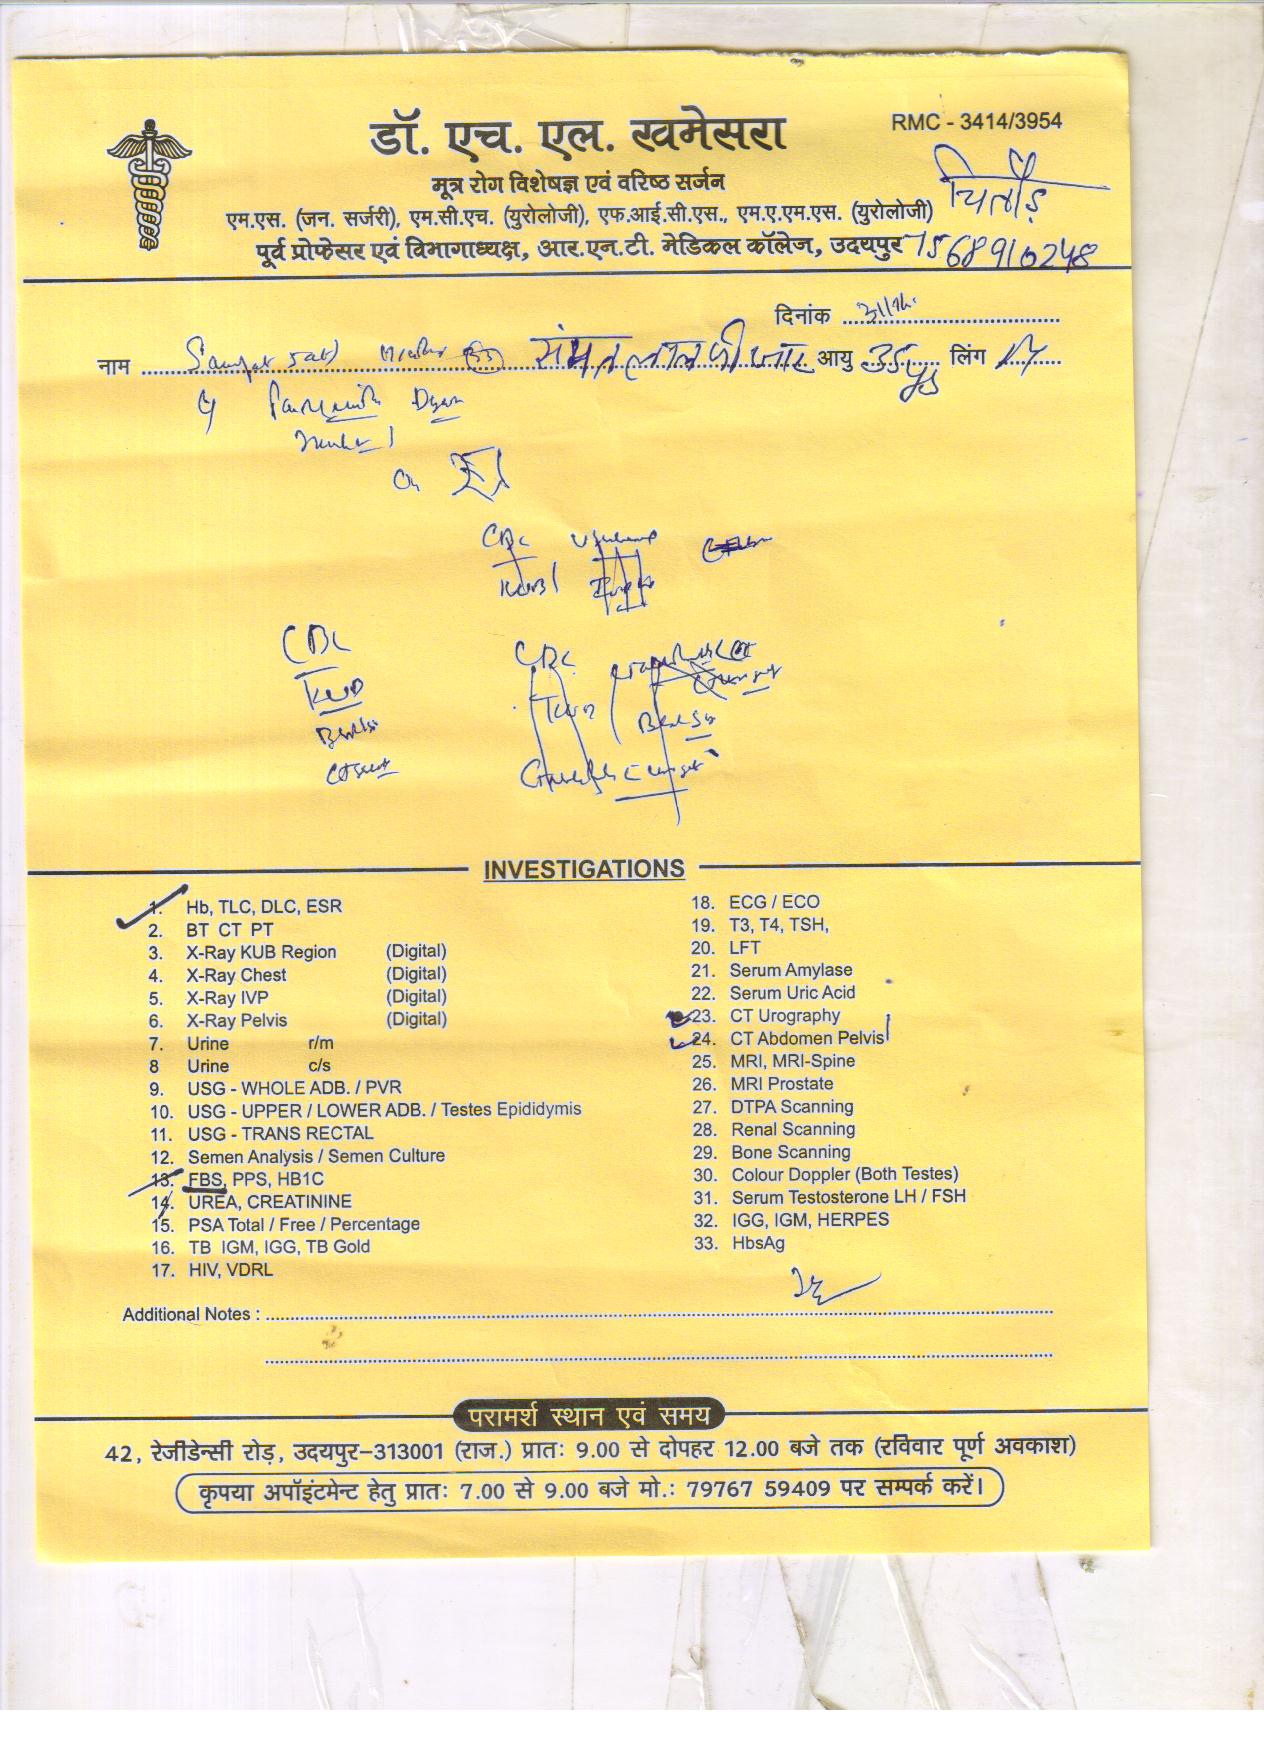 डॉ. एच. एल. खमेसरा
RMC - 3414/3954
मूत्र रोग विशेषज्ञ एवं वरिष्ठ सर्जन
चित्तौड़
एम.एस. (जन. सर्जरी), एम.सी.एच. (युरोलोजी), एफ.आई.सी.एस., एम.ए.एम.एस. (युरोलोजी)
पूर्व प्रोफेसर एवं विभागाध्यक्ष, आर.एन.टी. मेडिकल कॉलेज, उदयपुर 7568910248
दिनांक
नाम आयु 35 yrs लिंग M
CBC
CBC CBC
INVESTIGATIONS
1. Hb, TLC, DLC, ESR
2. BT CT PT
3. X-Ray KUB Region (Digital)
4. X-Ray Chest (Digital)
5. X-Ray IVP (Digital)
6. X-Ray Pelvis (Digital)
7. Urine r/m
8 Urine c/s
9. USG - WHOLE ADB. / PVR
10. USG - UPPER / LOWER ADB. / Testes Epididymis
11. USG - TRANS RECTAL
12. Semen Analysis / Semen Culture
13. FBS, PPS, HB1C
14. UREA, CREATININE
15. PSA Total / Free / Percentage
16. TB IGM, IGG, TB Gold
17. HIV, VDRL
18. ECG / ECO
19. T3, T4, TSH,
20. LFT
21. Serum Amylase
22. Serum Uric Acid
23. CT Urography
24. CT Abdomen Pelvis
25. MRI, MRI-Spine
26. MRI Prostate
27. DTPA Scanning
28. Renal Scanning
29. Bone Scanning
30. Colour Doppler (Both Testes)
31. Serum Testosterone LH / FSH
32. IGG, IGM, HERPES
33. HbsAg
Additional Notes :
परामर्श स्थान एवं समय
42, रेजीडेन्सी रोड़, उदयपुर–313001 (राज.) प्रातः 9.00 से दोपहर 12.00 बजे तक (रविवार पूर्ण अवकाश)
कृपया अपॉइंटमेन्ट हेतु प्रातः 7.00 से 9.00 बजे मो.: 79767 59409 पर सम्पर्क करें।